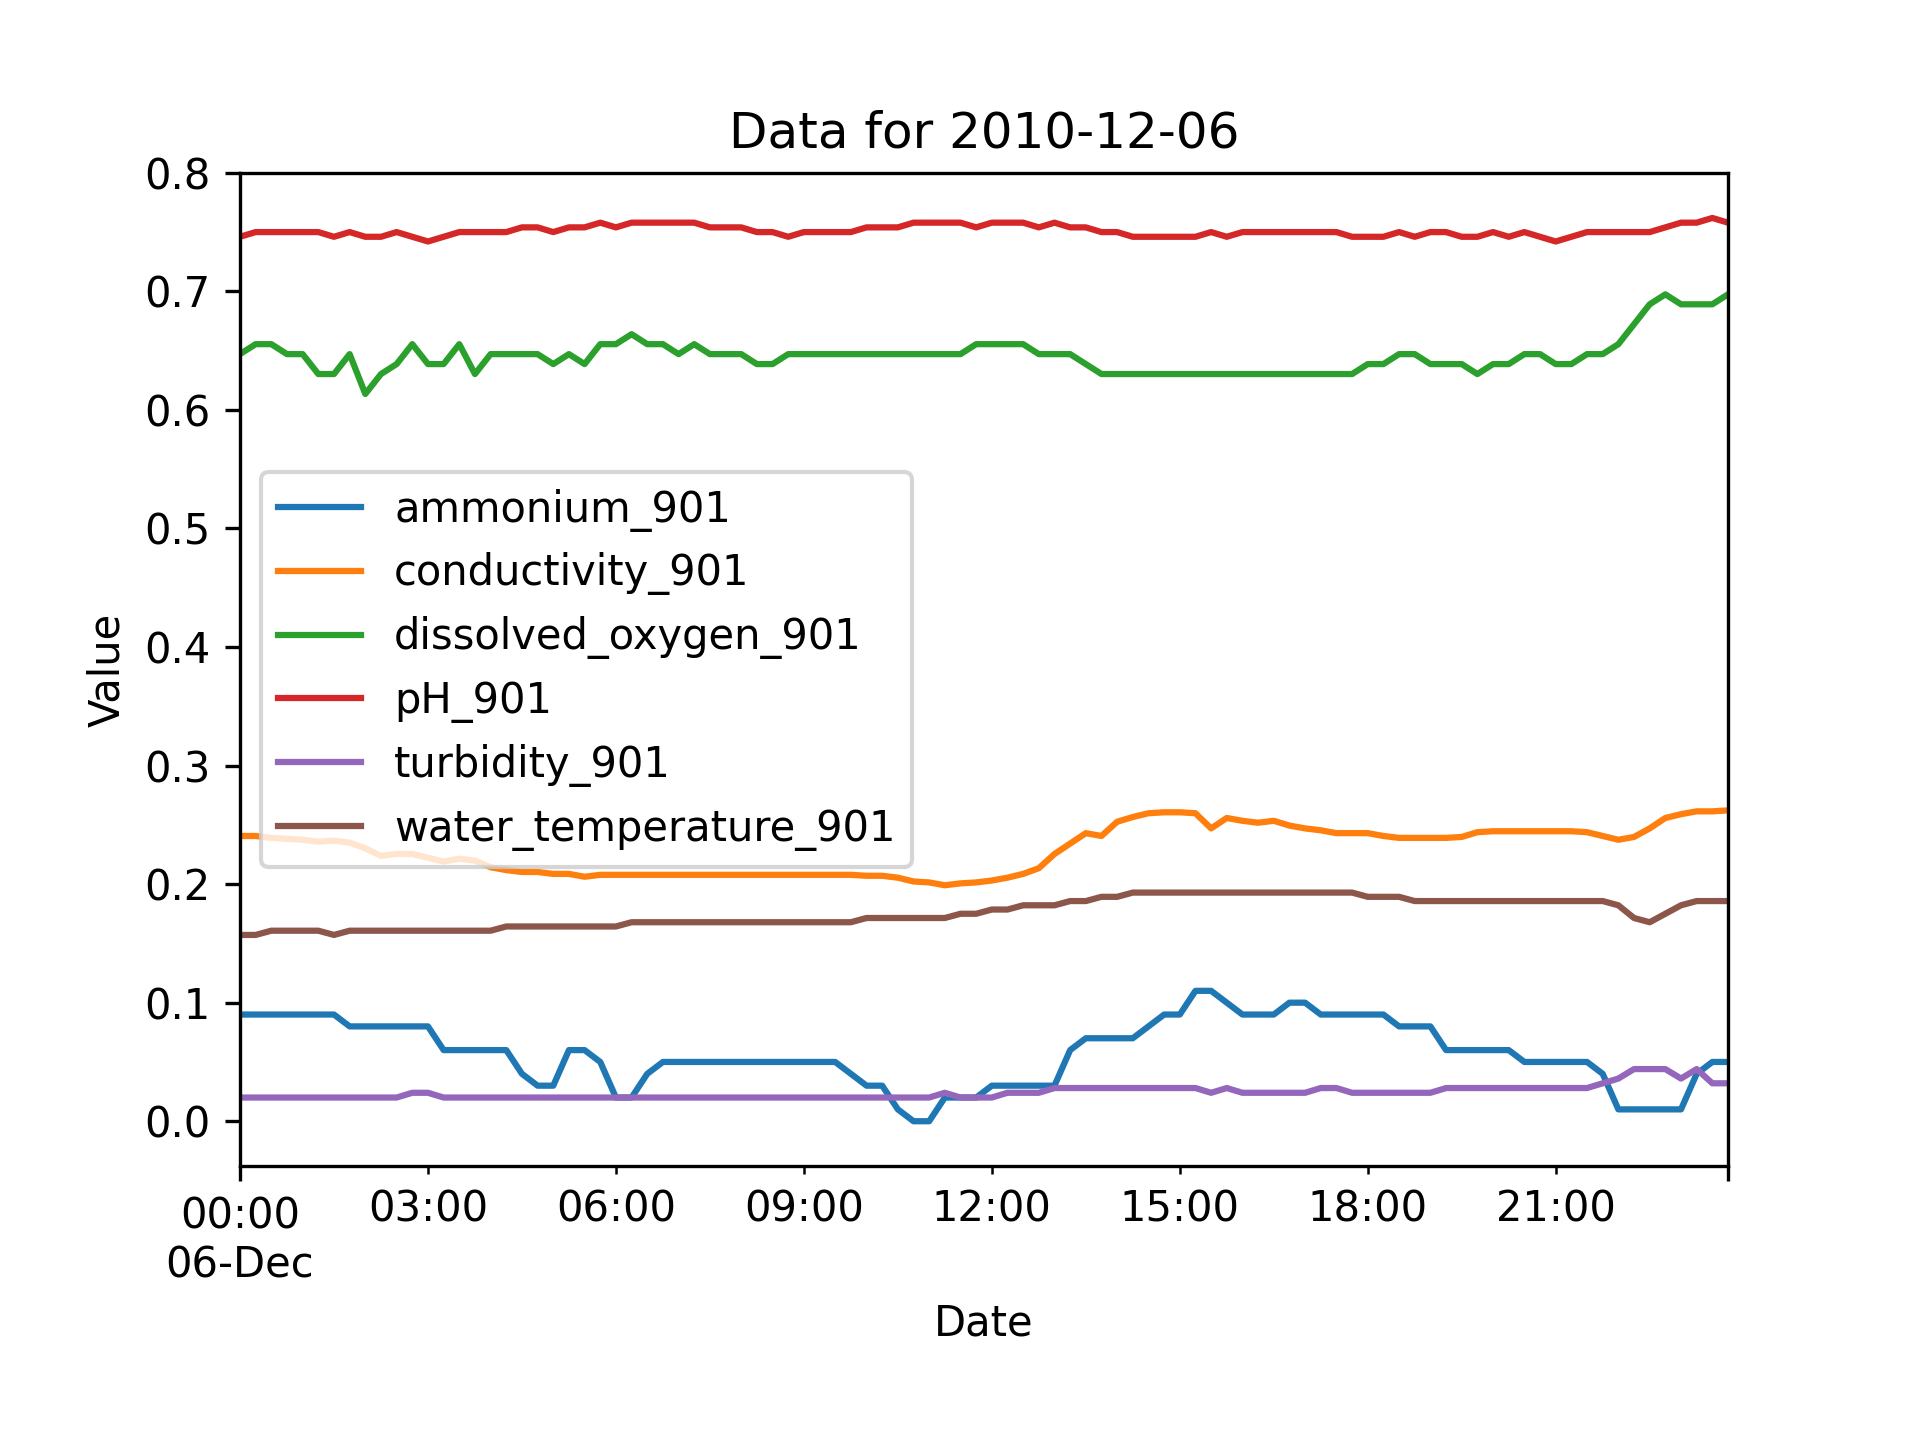 Data for 2010-12-06
0.8
0.7
0.6
0.5
0.4
0.3
0.2
0.1
0.0
Value
ammonium_901
conductivity_901
dissolved_oxygen_901
pH_901
turbidity_901
water_temperature_901
00:00 03:00 06:00 09:00 12:00 15:00 18:00 21:00
06-Dec
Date